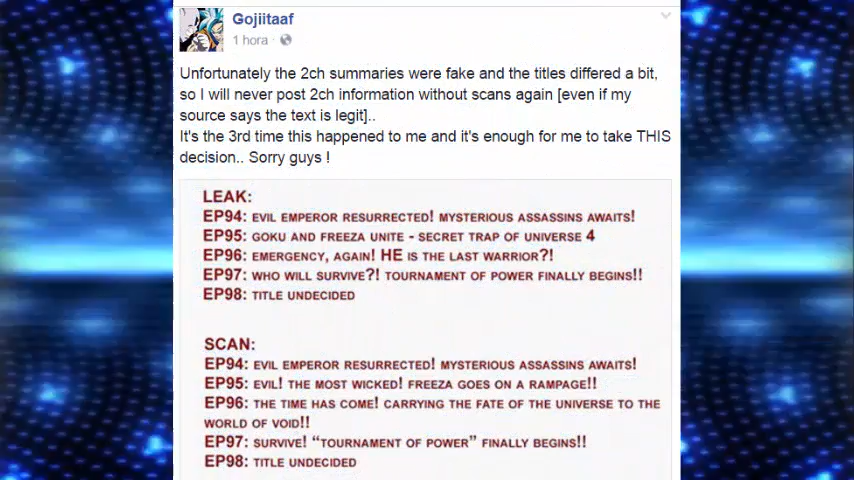 Gojiitaaf
1 hora ·
Unfortunately the 2ch summaries were fake and the titles differed a bit,
so I will never post 2ch information without scans again [even if my
source says the text is legit]..
It's the 3rd time this happened to me and it's enough for me to take THIS
decision.. Sorry guys !
LEAK:
EP94: EVIL EMPEROR RESURRECTED! MYSTERIOUS ASSASSINS AWAITS!
EP95: GOKU AND FREEZA UNITE - SECRET TRAP OF UNIVERSE 4
EP96: EMERGENCY, AGAIN! HE IS THE LAST WARRIOR?!
EP97: WHO WILL SURVIVE?! TOURNAMENT OF POWER FINALLY BEGINS!!
EP98: TITLE UNDECIDED
SCAN:
EP94: EVIL EMPEROR RESURRECTED! MYSTERIOUS ASSASSINS AWAITS!
EP95: EVIL! THE MOST WICKED! FREEZA GOES ON A RAMPAGE!!
EP96: THE TIME HAS COME! CARRYING THE FATE OF THE UNIVERSE TO THE
WORLD OF VOID!!
EP97: SURVIVE! “TOURNAMENT OF POWER” FINALLY BEGINS!!
EP98: TITLE UNDECIDED